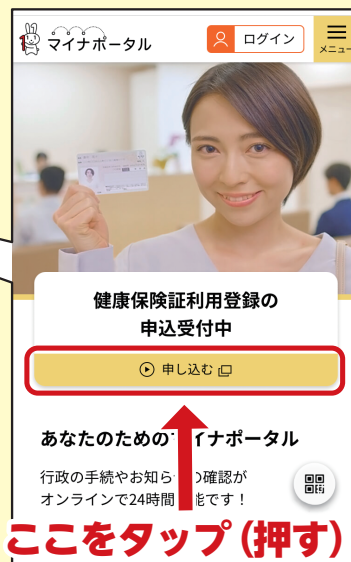 マイナポータル
ログイン
メニュー
健康保険証利用登録の
申込受付中
申し込む
あなたのための イナポータル
行政の手続やお知ら の確認が
オンラインで24時間 能です！
ここをタップ（押す）